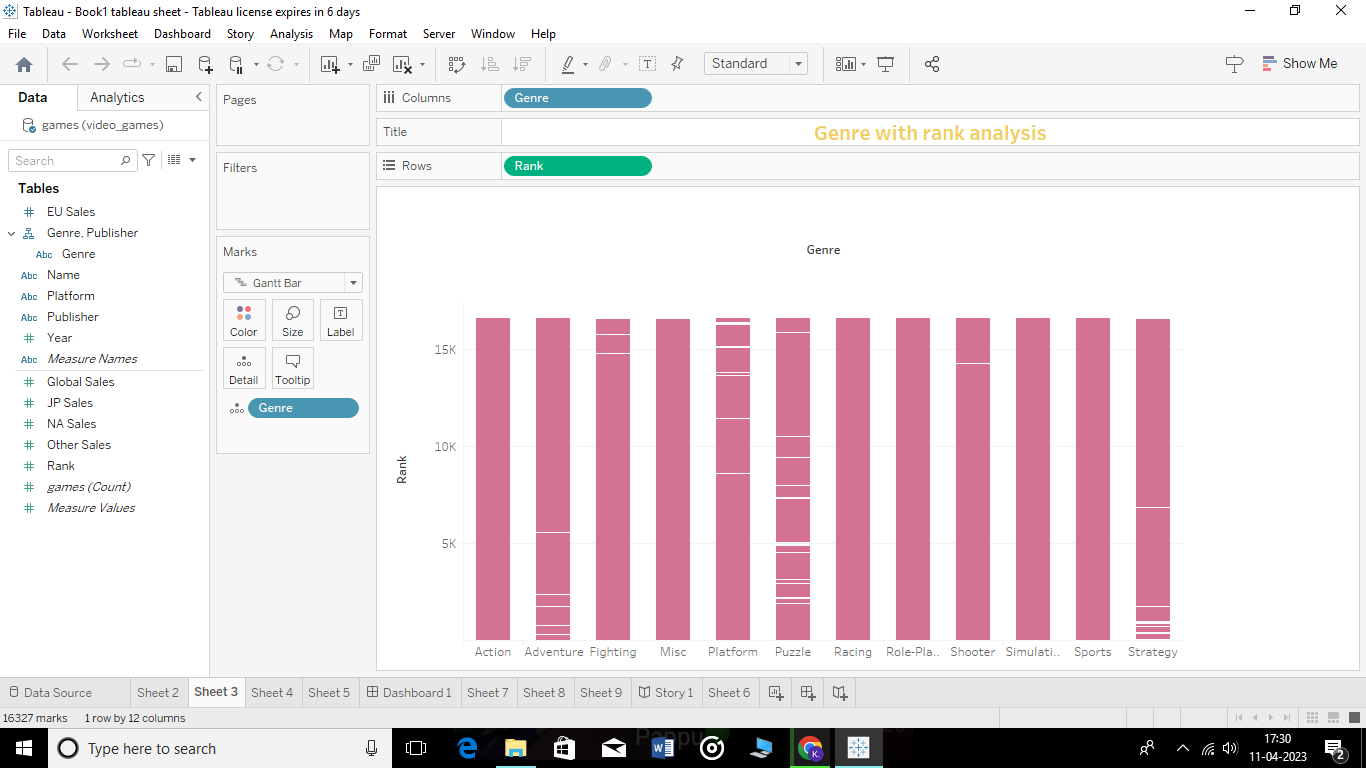 Tableau - Book1 tableau sheet - Tableau license expires in 6 days
File Data Worksheet Dashboard Story Analysis Map Format Server Window Help
Standard
Show Me
Data Analytics
games (video_games)
Search
Tables
EU Sales
Genre, Publisher
Abc Genre
Abc Name
Abc Platform
Abc Publisher
Year
Abc Measure Names
Global Sales
JP Sales
NA Sales
Other Sales
Rank
games (Count)
Measure Values
Pages
Filters
Marks
Gantt Bar
Color Size Label
Detail Tooltip
Genre
Columns Genre
Title Genre with rank analysis
Rows Rank
Genre
Rank
15K
10K
5K
Action Adventure Fighting Misc Platform Puzzle Racing Role-Pla.. Shooter Simulati.. Sports Strategy
Data Source Sheet 2 Sheet 3 Sheet 4 Sheet 5 Dashboard 1 Sheet 7 Sheet 8 Sheet 9 Story 1 Sheet 6
16327 marks 1 row by 12 columns
Type here to search
17:30
11-04-2023
2